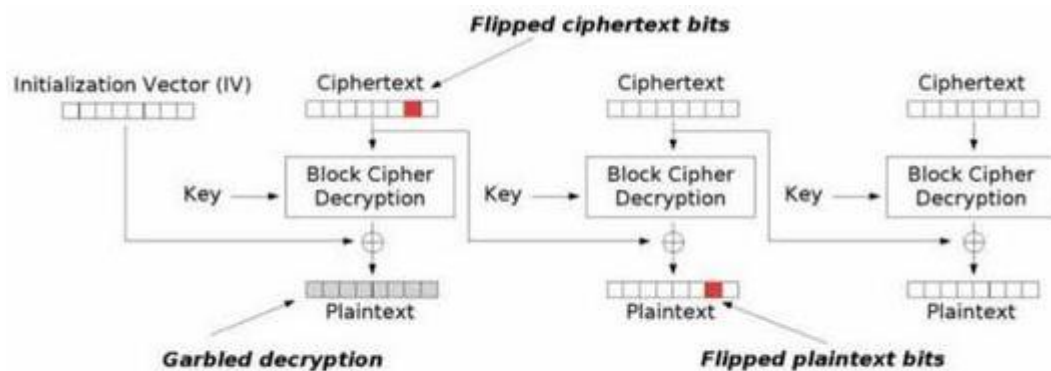 Flipped ciphertext bits
Initialization Vector (IV)
Ciphertext
Ciphertext
Ciphertext
Key
Block Cipher
Decryption
Key
Block Cipher
Decryption
Key
Block Cipher
Decryption
Plaintext
Plaintext
Plaintext
Garbled decryption
Flipped plaintext bits